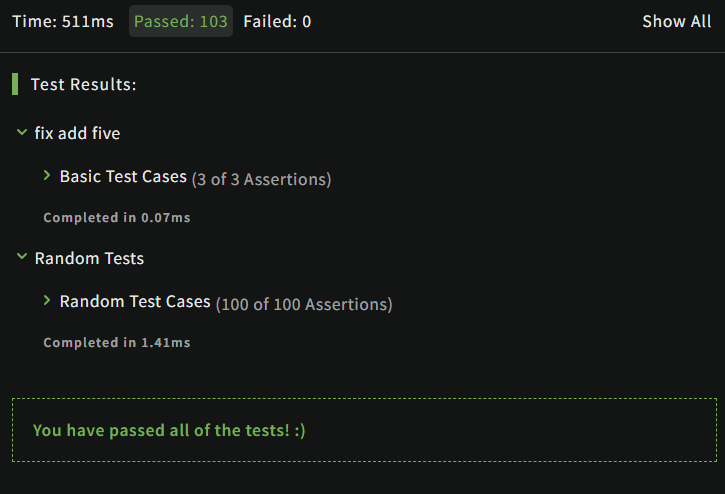 Time: 511ms Passed: 103 Failed: 0 Show All
Test Results:
fix add five
Basic Test Cases (3 of 3 Assertions)
Completed in 0.07ms
Random Tests
Random Test Cases (100 of 100 Assertions)
Completed in 1.41ms
You have passed all of the tests! :)